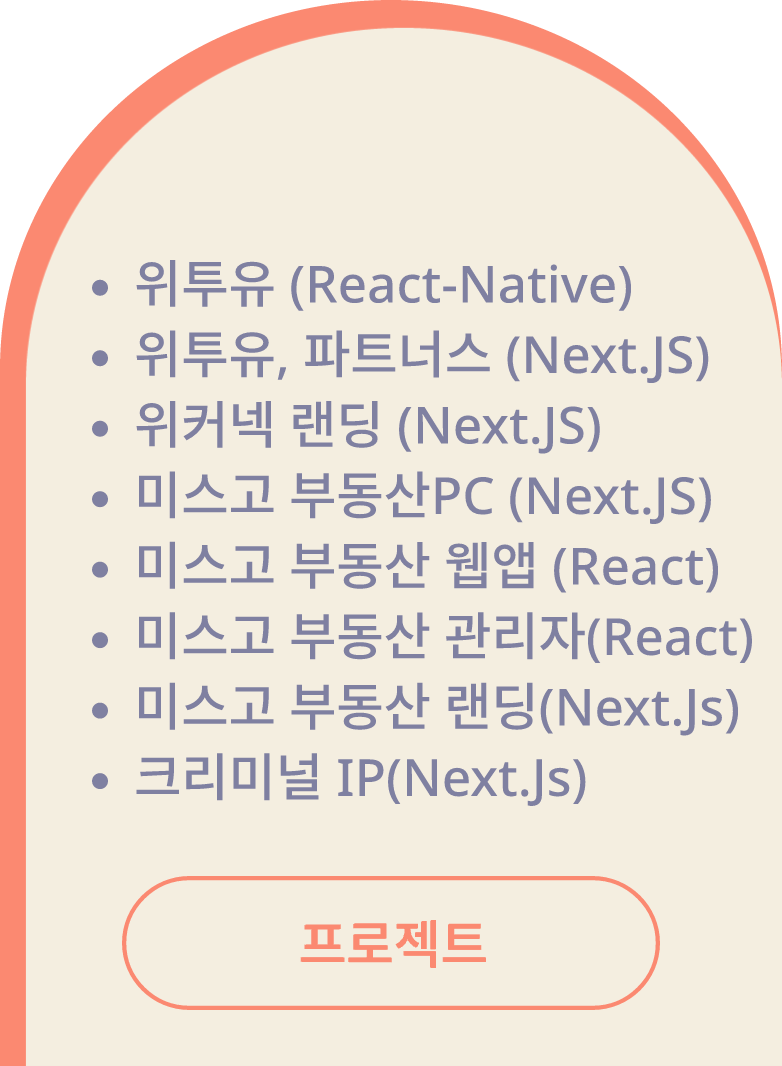 • 위투유 (React-Native)
• 위투유, 파트너스 (Next.JS)
• 위커넥 랜딩 (Next.JS)
• 미스고 부동산PC (Next.JS)
• 미스고 부동산 웹앱 (React)
• 미스고 부동산 관리자(React)
• 미스고 부동산 랜딩(Next.Js)
• 크리미널 IP(Next.Js)
프로젝트